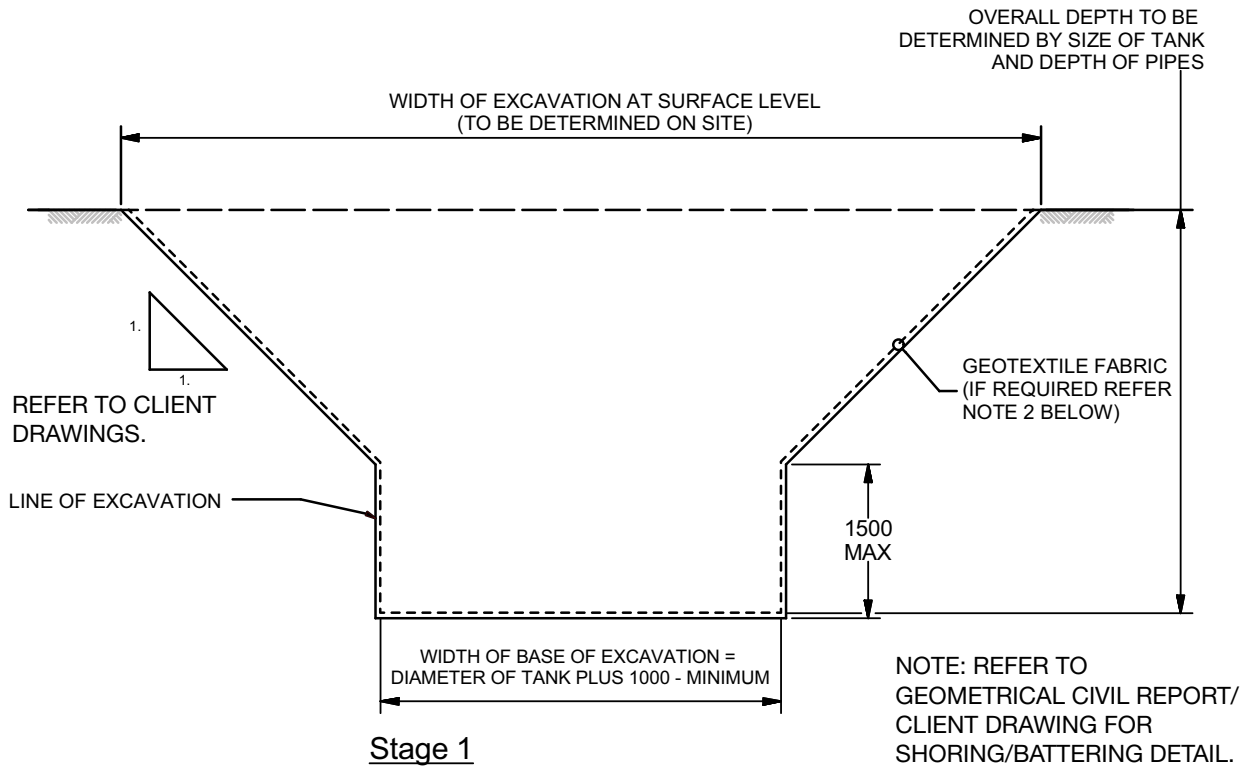 OVERALL DEPTH TO BE
DETERMINED BY SIZE OF TANK
AND DEPTH OF PIPES
WIDTH OF EXCAVATION AT SURFACE LEVEL
(TO BE DETERMINED ON SITE)
1.
1.
REFER TO CLIENT
DRAWINGS.
GEOTEXTILE FABRIC
(IF REQUIRED REFER
NOTE 2 BELOW)
LINE OF EXCAVATION
1500
MAX
WIDTH OF BASE OF EXCAVATION =
DIAMETER OF TANK PLUS 1000 - MINIMUM
NOTE: REFER TO
GEOMETRICAL CIVIL REPORT/
CLIENT DRAWING FOR
SHORING/BATTERING DETAIL.
Stage 1